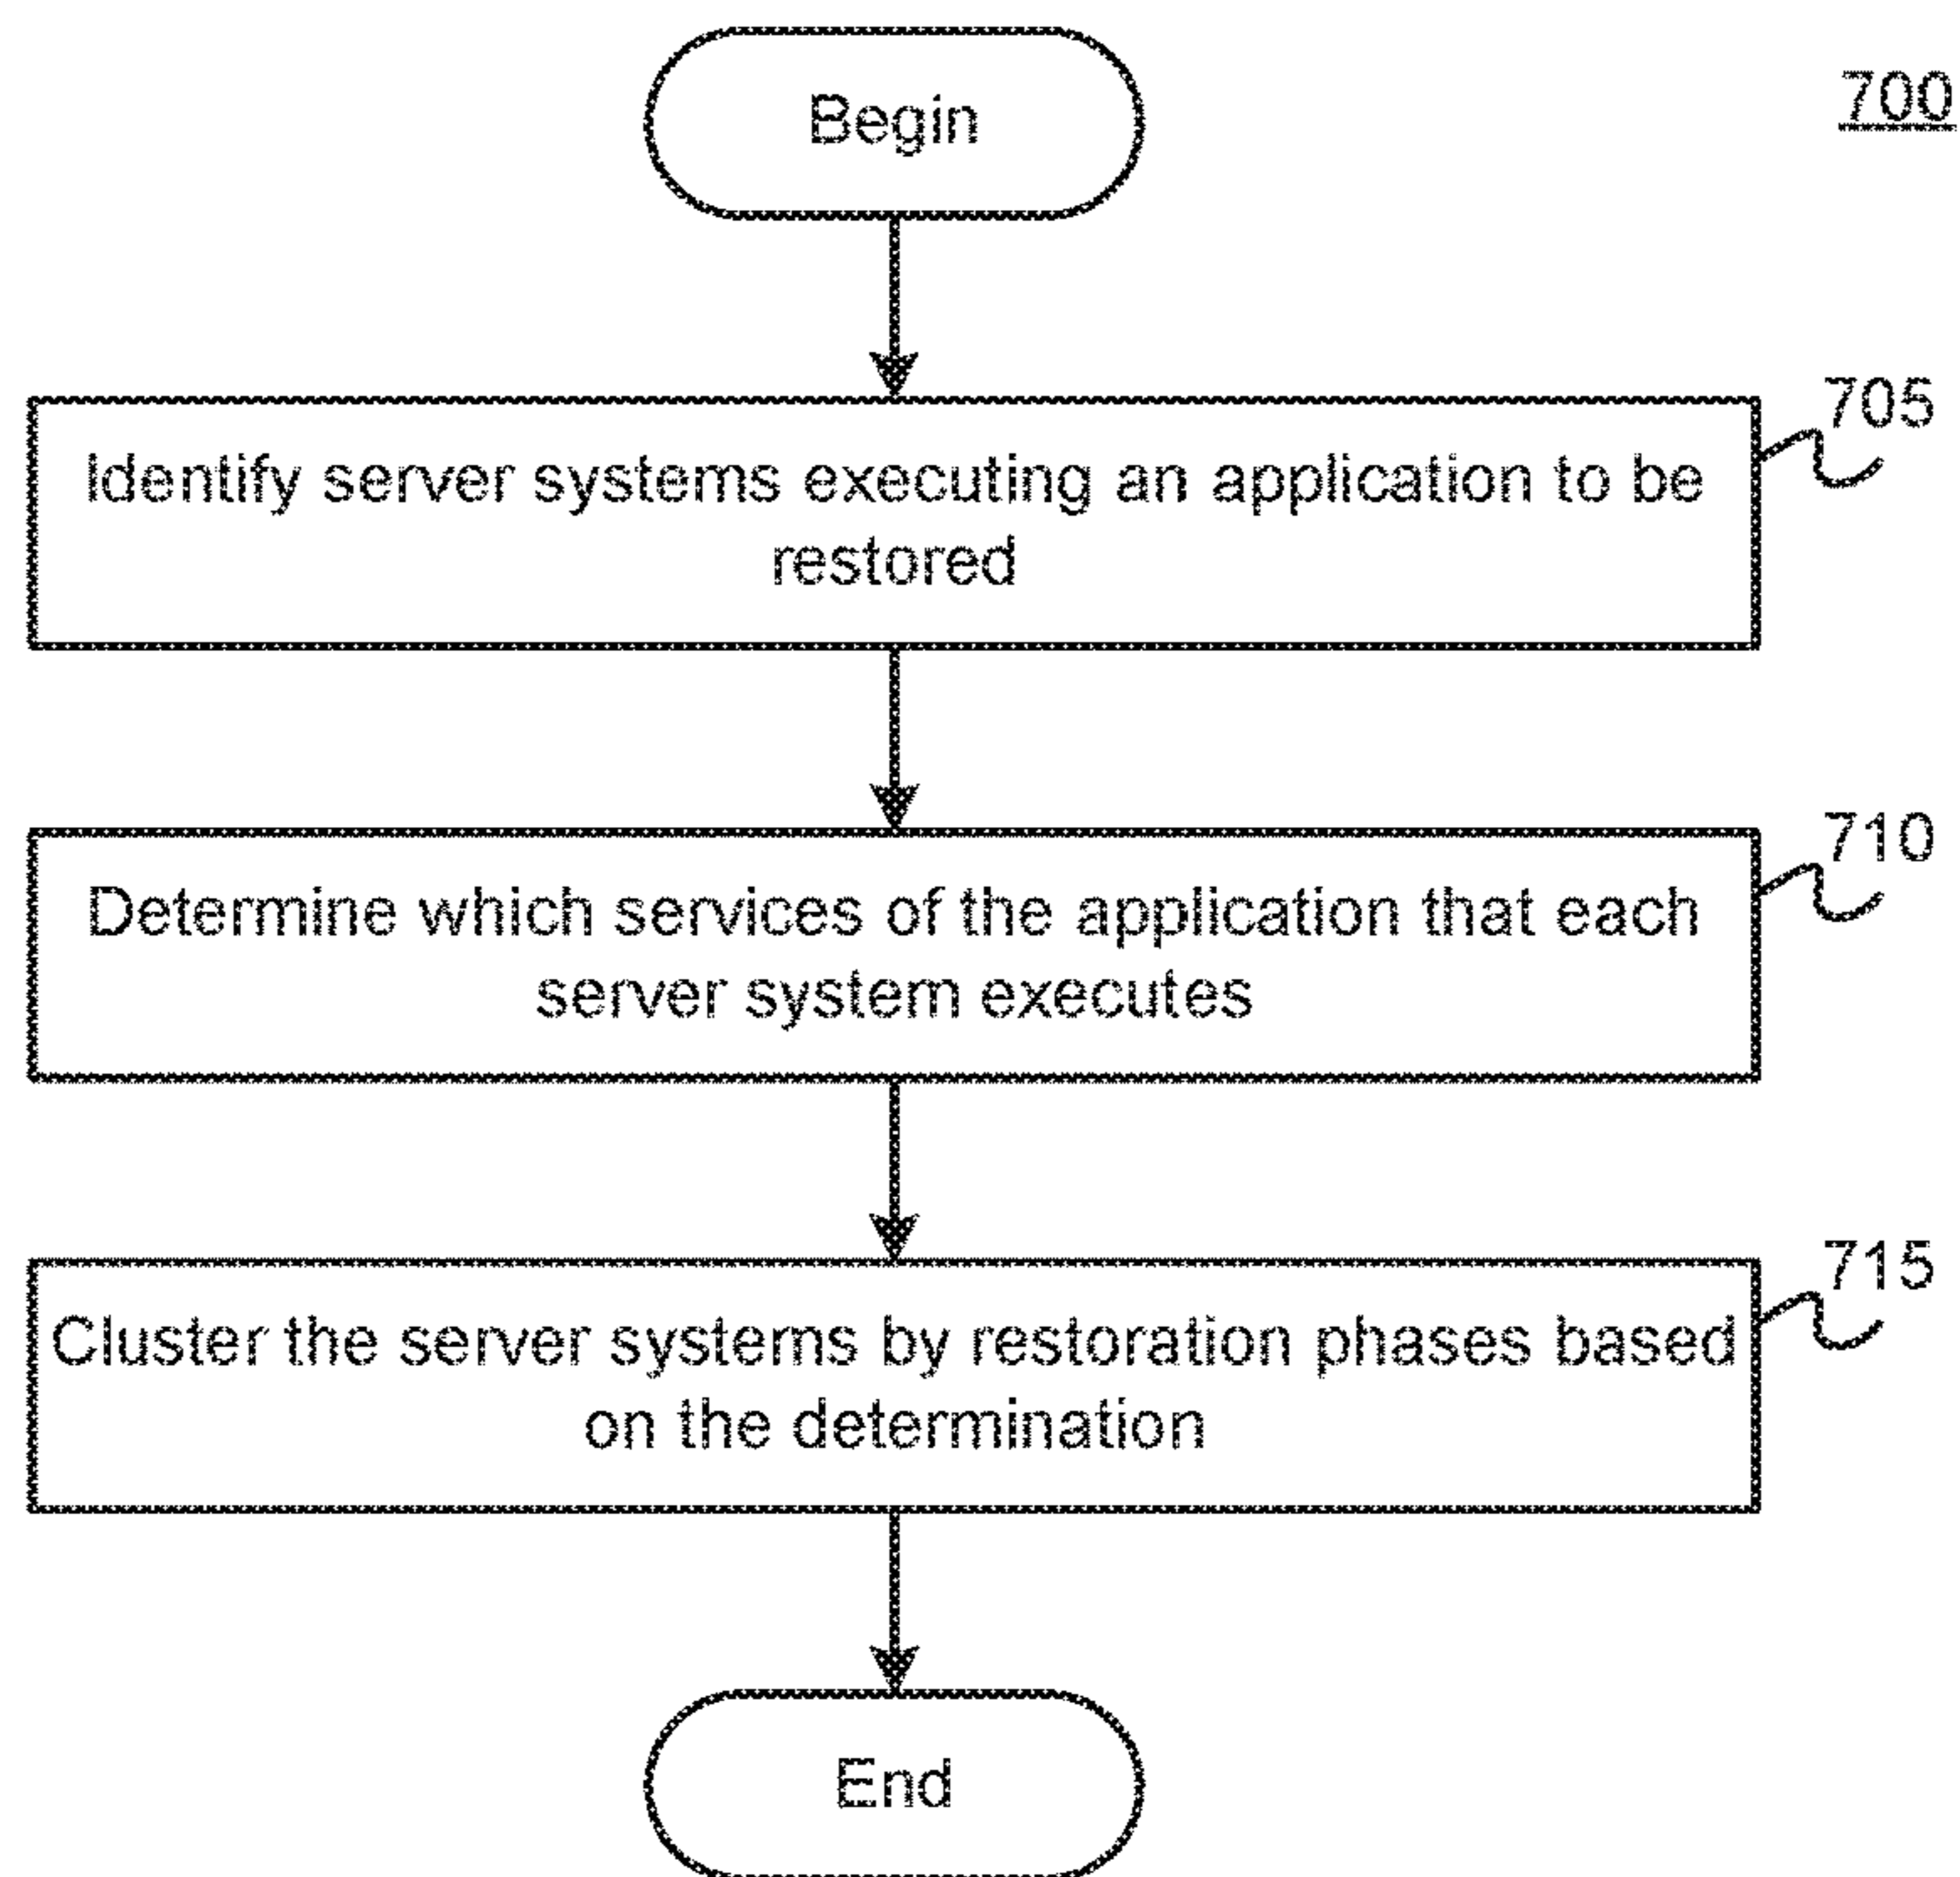 Begin
700
705
Identify server systems executing an application to be
restored
710
Determine which services of the application that each
server system executes
715
Cluster the server systems by restoration phases based
on the determination
End